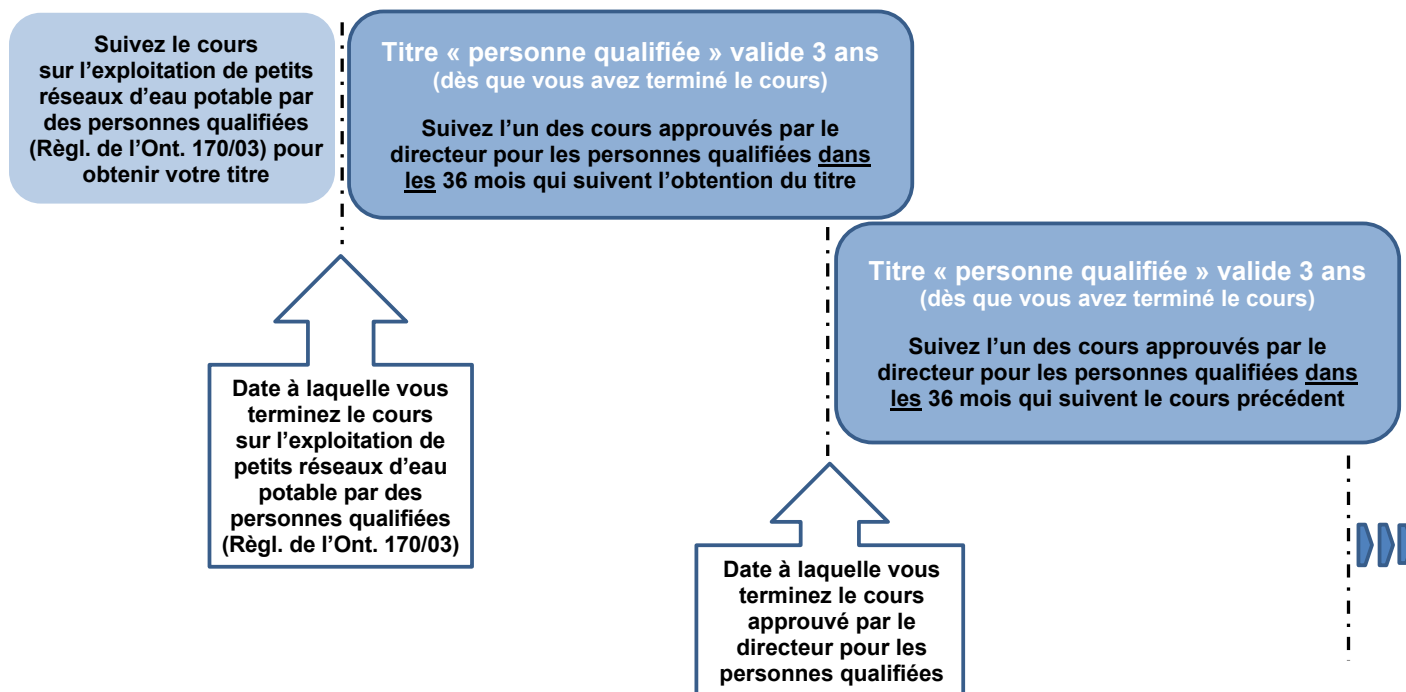 Suivez le cours
sur l’exploitation de petits
réseaux d’eau potable par
des personnes qualifiées
(Règl. de l’Ont. 170/03) pour
obtenir votre titre
Titre « personne qualifiée » valide 3 ans
(dès que vous avez terminé le cours)
Suivez l’un des cours approuvés par le
directeur pour les personnes qualifiées dans
les 36 mois qui suivent l’obtention du titre
Titre « personne qualifiée » valide 3 ans
(dès que vous avez terminé le cours)
Suivez l’un des cours approuvés par le
directeur pour les personnes qualifiées dans
les 36 mois qui suivent le cours précédent
Date à laquelle vous
terminez le cours
sur l’exploitation de
petits réseaux d’eau
potable par des
personnes qualifiées
(Règl. de l’Ont. 170/03)
Date à laquelle vous
terminez le cours
approuvé par le
directeur pour les
personnes qualifiées